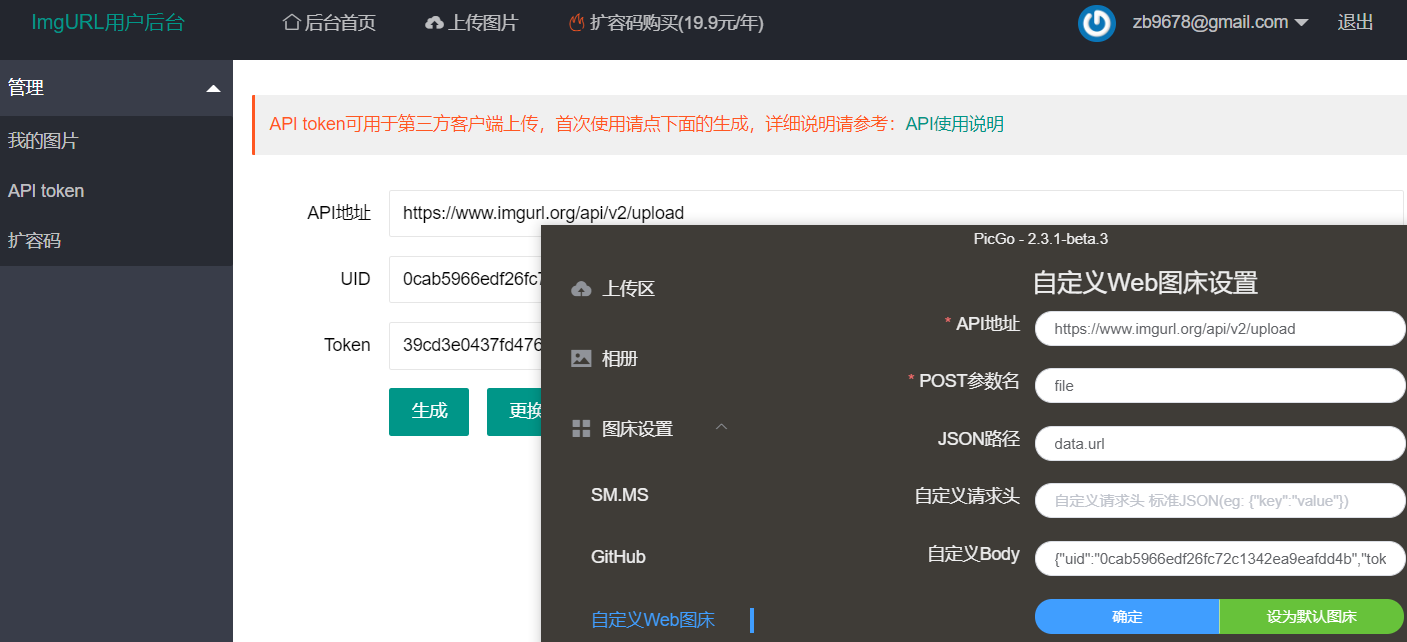 ImgURL用户后台 后台首页 上传图片 扩容码购买(19.9元/年) zb9678@gmail.com 退出
管理
我的图片
API token
扩容码
API token可用于第三方客户端上传，首次使用请点下面的生成，详细说明请参考：API使用说明
API地址 https://www.imgurl.org/api/v2/upload
UID 0cab5966edf26fc7
Token 39cd3e0437fd476
生成 更换
PicGo - 2.3.1-beta.3
上传区
相册
图床设置
SM.MS
GitHub
自定义Web图床
自定义Web图床设置
* API地址 https://www.imgurl.org/api/v2/upload
* POST参数名 file
JSON路径 data.url
自定义请求头 自定义请求头 标准JSON(eg: {"key":"value"})
自定义Body {"uid":"0cab5966edf26fc72c1342ea9eafdd4b","tok
确定 设为默认图床